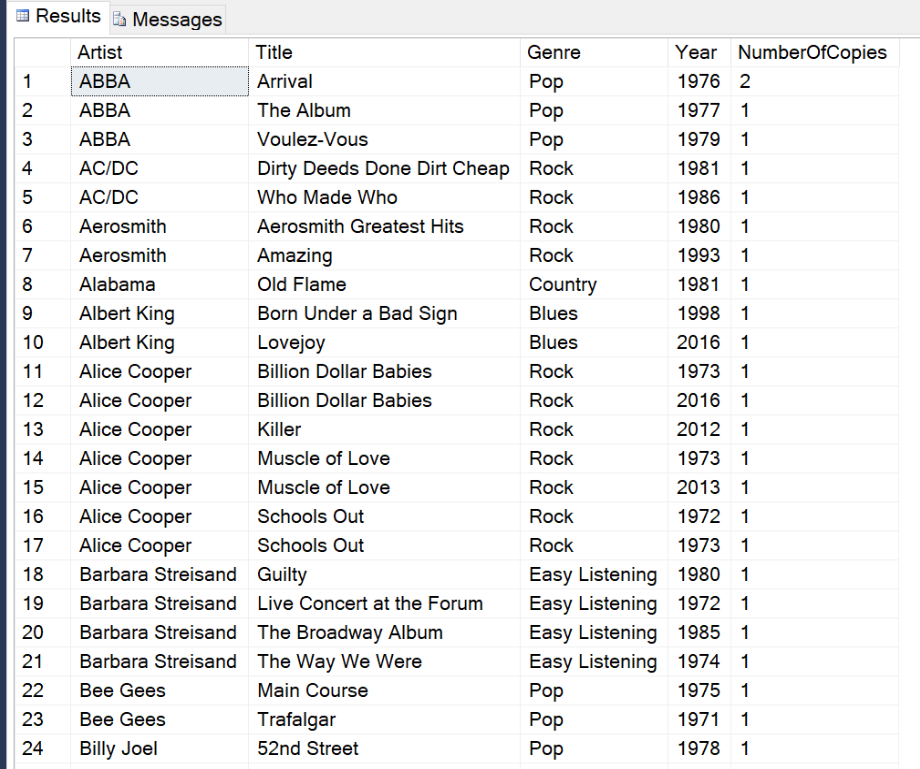 Results Messages
Artist Title Genre Year NumberOfCopies
1 ABBA Arrival Pop 1976 2
2 ABBA The Album Pop 1977 1
3 ABBA Voulez-Vous Pop 1979 1
4 AC/DC Dirty Deeds Done Dirt Cheap Rock 1981 1
5 AC/DC Who Made Who Rock 1986 1
6 Aerosmith Aerosmith Greatest Hits Rock 1980 1
7 Aerosmith Amazing Rock 1993 1
8 Alabama Old Flame Country 1981 1
9 Albert King Born Under a Bad Sign Blues 1998 1
10 Albert King Lovejoy Blues 2016 1
11 Alice Cooper Billion Dollar Babies Rock 1973 1
12 Alice Cooper Billion Dollar Babies Rock 2016 1
13 Alice Cooper Killer Rock 2012 1
14 Alice Cooper Muscle of Love Rock 1973 1
15 Alice Cooper Muscle of Love Rock 2013 1
16 Alice Cooper Schools Out Rock 1972 1
17 Alice Cooper Schools Out Rock 1973 1
18 Barbara Streisand Guilty Easy Listening 1980 1
19 Barbara Streisand Live Concert at the Forum Easy Listening 1972 1
20 Barbara Streisand The Broadway Album Easy Listening 1985 1
21 Barbara Streisand The Way We Were Easy Listening 1974 1
22 Bee Gees Main Course Pop 1975 1
23 Bee Gees Trafalgar Pop 1971 1
24 Billy Joel 52nd Street Pop 1978 1